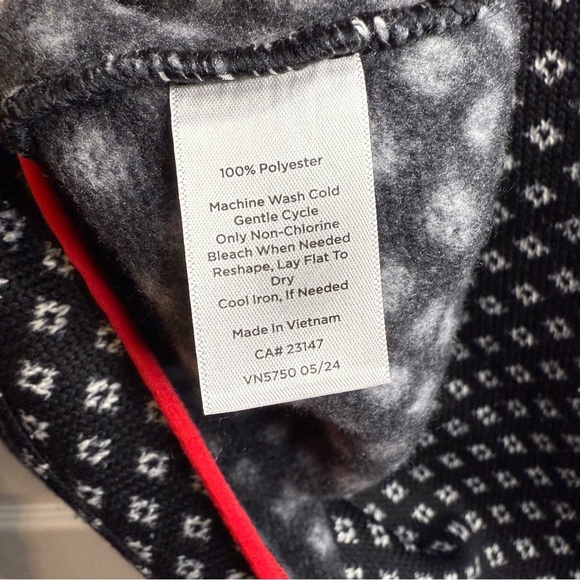 100% Polyester
Machine Wash Cold
Gentle Cycle
Only Non-Chlorine
Bleach When Needed
Reshape, Lay Flat To
Dry
Cool Iron, If Needed
Made In Vietnam
CA# 23147
VN5750 05/24